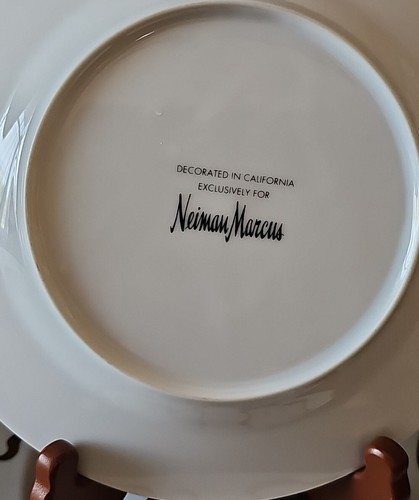 DECORATED IN CALIFORNIA
EXCLUSIVELY FOR
Neiman Marcus